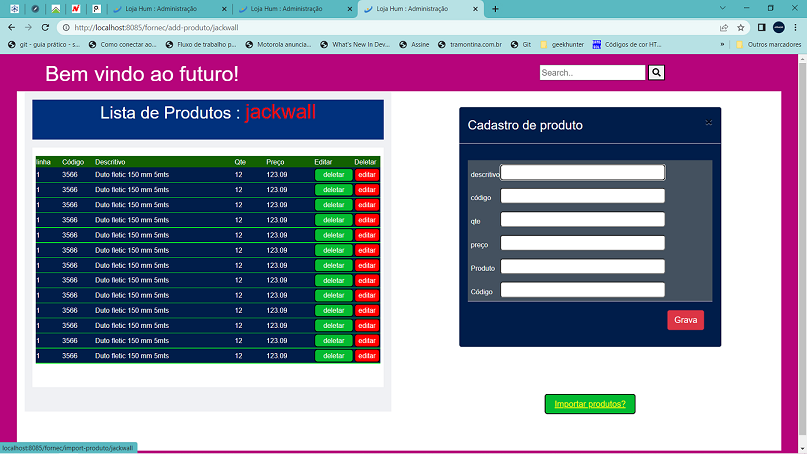 Loja Hum : Administração
Loja Hum : Administração
Loja Hum : Administração
http://localhost:8085/fornec/add-produto/jackwall
git - guia prático - s...
Como conectar ao...
Fluxo de trabalho p...
Motorola anuncia...
What's New In Dev...
Assine
tramontina.com.br
Git
geekhunter
Códigos de cor HT...
»
Outros marcadores
Bem vindo ao futuro!
Search..
Lista de Produtos : jackwall
linha Código Descritivo Qte Preço Editar Deletar
1 3566 Duto fletic 150 mm 5mts 12 123.09 deletar editar
1 3566 Duto fletic 150 mm 5mts 12 123.09 deletar editar
1 3566 Duto fletic 150 mm 5mts 12 123.09 deletar editar
1 3566 Duto fletic 150 mm 5mts 12 123.09 deletar editar
1 3566 Duto fletic 150 mm 5mts 12 123.09 deletar editar
1 3566 Duto fletic 150 mm 5mts 12 123.09 deletar editar
1 3566 Duto fletic 150 mm 5mts 12 123.09 deletar editar
1 3566 Duto fletic 150 mm 5mts 12 123.09 deletar editar
1 3566 Duto fletic 150 mm 5mts 12 123.09 deletar editar
1 3566 Duto fletic 150 mm 5mts 12 123.09 deletar editar
1 3566 Duto fletic 150 mm 5mts 12 123.09 deletar editar
1 3566 Duto fletic 150 mm 5mts 12 123.09 deletar editar
1 3566 Duto fletic 150 mm 5mts 12 123.09 deletar editar
Cadastro de produto
×
descritivo
código
qte
preço
Produto
Código
Grava
Importar produtos?
localhost:8085/fornec/import-produto/jackwall